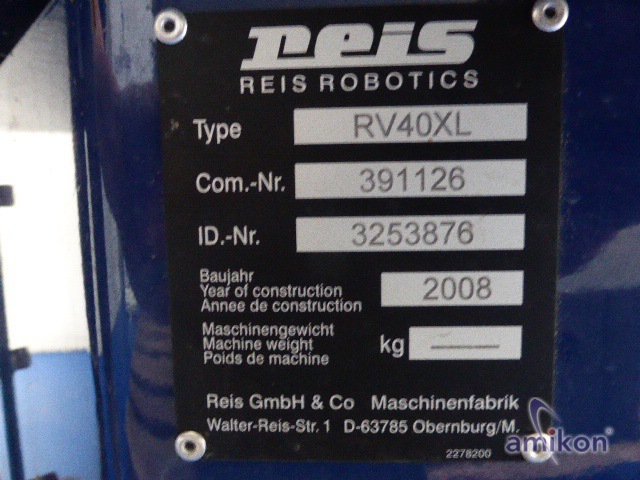 reis
REIS ROBOTICS
Type RV40XL
Com.-Nr. 391126
ID.-Nr. 3253876
Baujahr
Year of construction 2008
Annee de construction
Maschinengewicht
Machine weight kg
Poids de machine
Reis GmbH & Co Maschinenfabrik
Walter-Reis-Str. 1 D-63785 Obernburg/M.
2278200
amikon